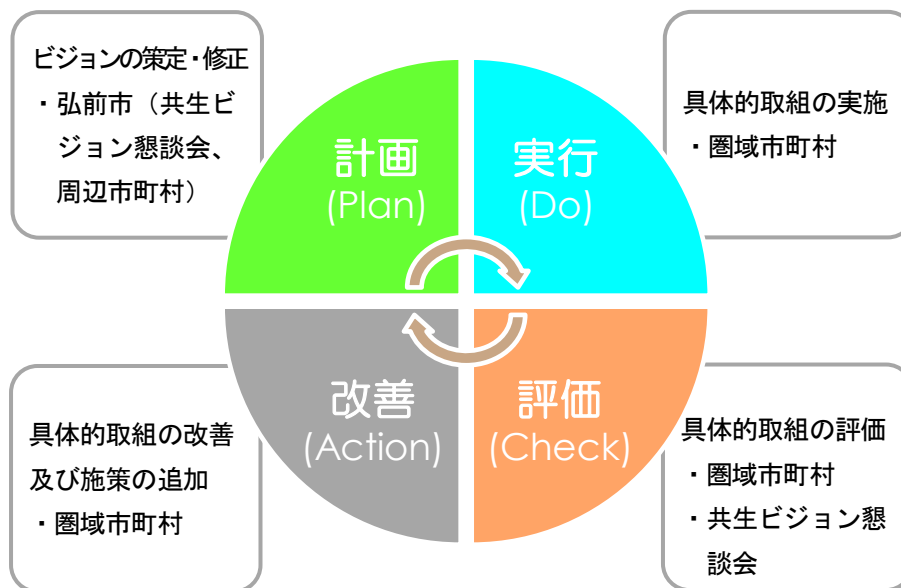 ビジョンの策定・修正
・弘前市（共生ビ
ジョン懇談会、
周辺市町村）
計画
(Plan)
実行
(Do)
具体的取組の実施
・圏域市町村
具体的取組の改善
及び施策の追加
・圏域市町村
改善
(Action)
評価
(Check)
具体的取組の評価
・圏域市町村
・共生ビジョン懇
談会